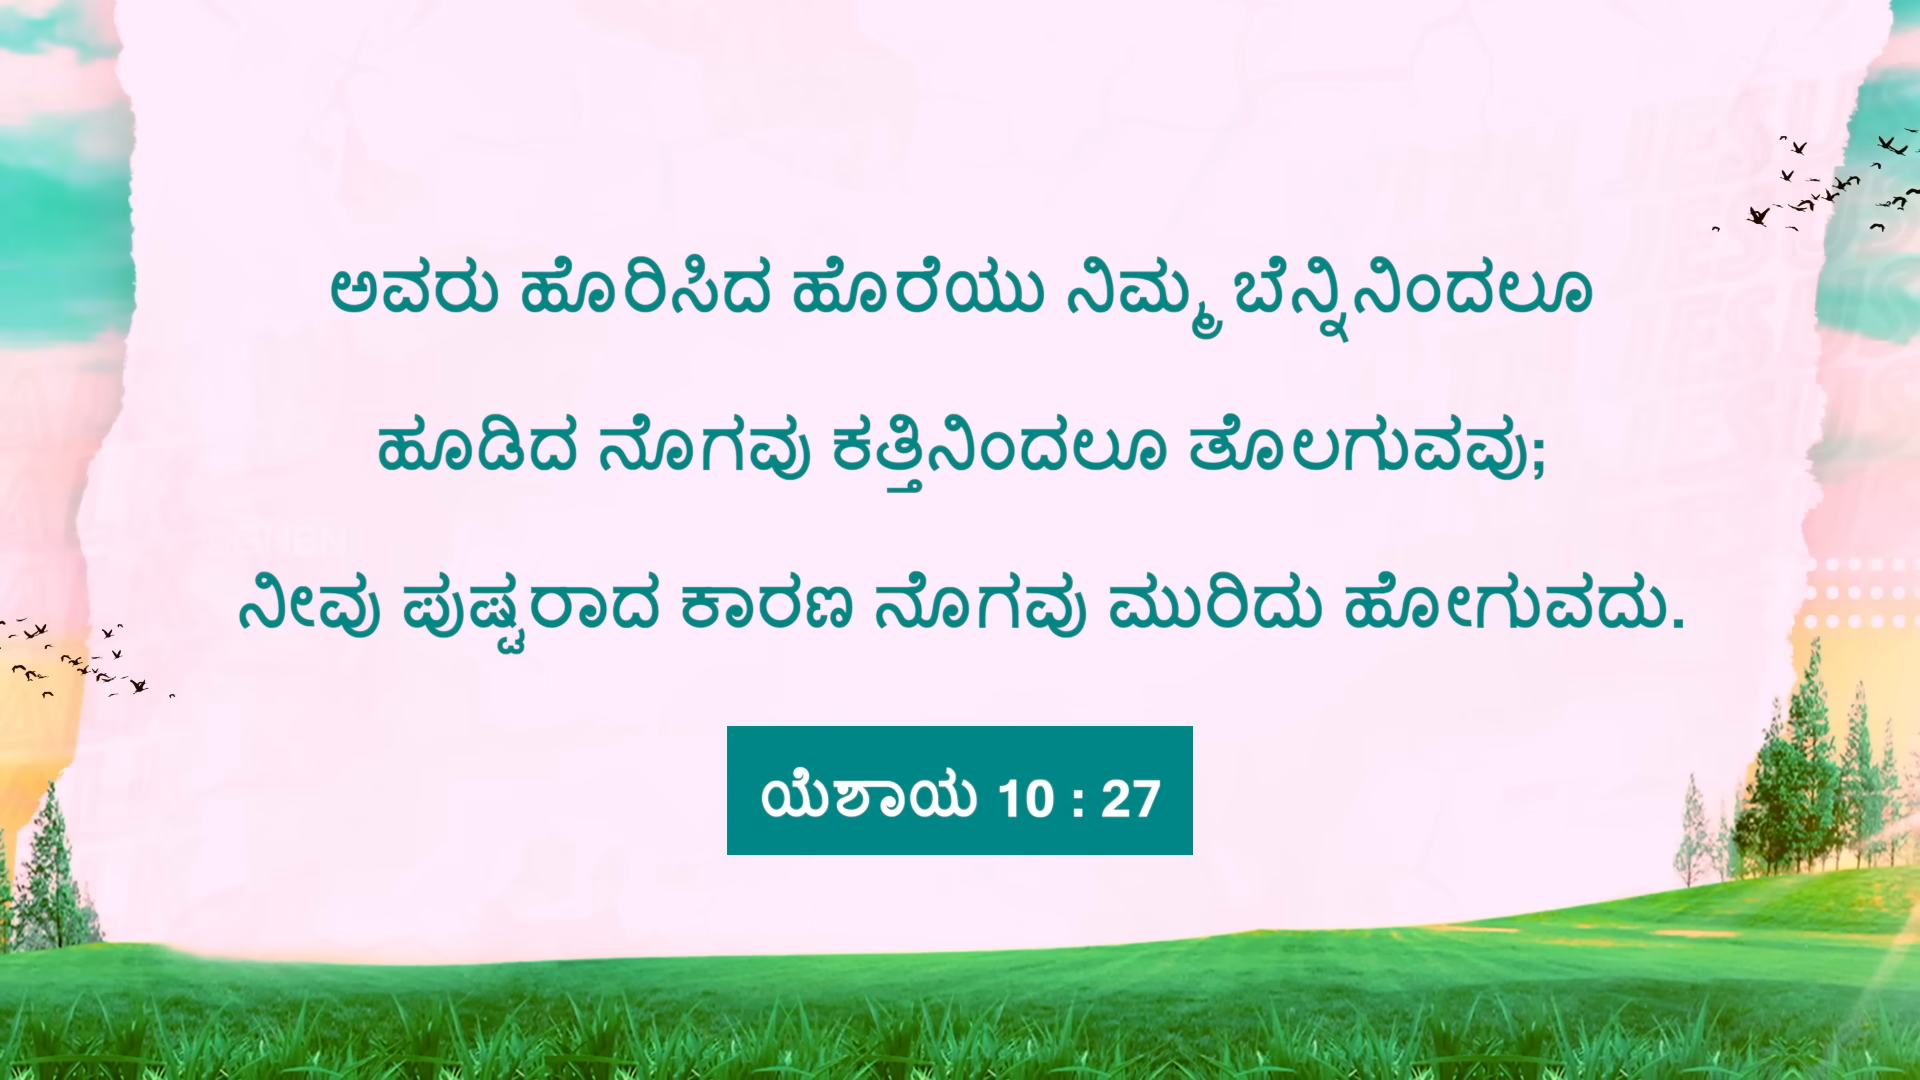 ಅವರು ಹೊರಿಸಿದ ಹೊರೆಯು ನಿಮ್ಮ ಬೆನ್ನಿನಿಂದಲೂ
ಹೂಡಿದ ನೊಗವು ಕತ್ತಿನಿಂದಲೂ ತೊಲಗುವವು;
ನೀವು ಪುಷ್ಟರಾದ ಕಾರಣ ನೊಗವು ಮುರಿದು ಹೋಗುವದು.
ಯೆಶಾಯ 10 : 27